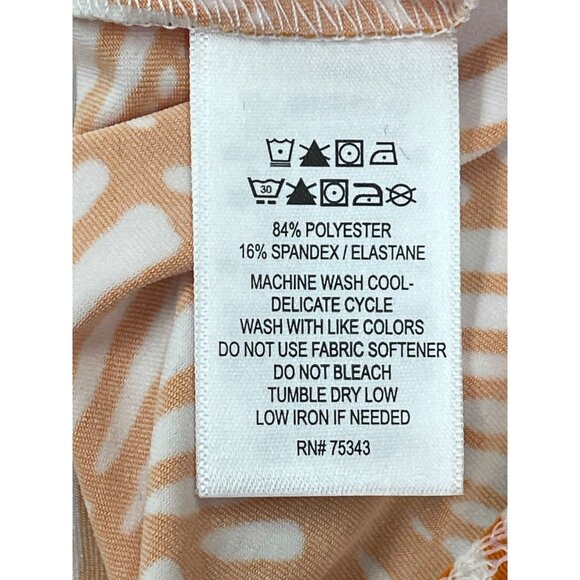 30
84% POLYESTER
16% SPANDEX / ELASTANE
MACHINE WASH COOL-
DELICATE CYCLE
WASH WITH LIKE COLORS
DO NOT USE FABRIC SOFTENER
DO NOT BLEACH
TUMBLE DRY LOW
LOW IRON IF NEEDED
RN# 75343